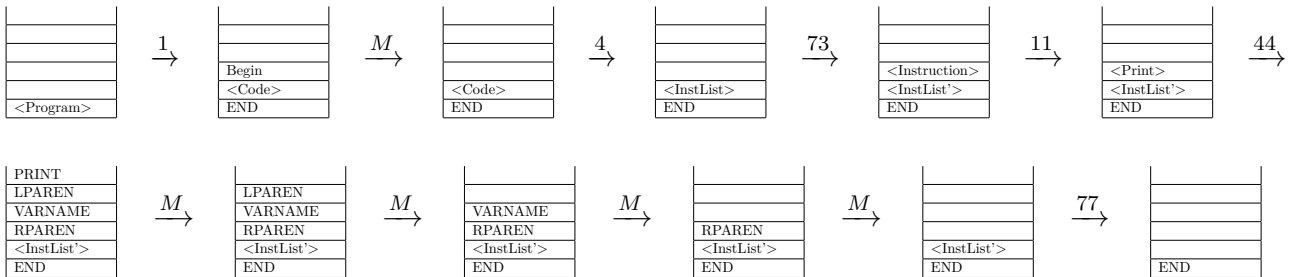 1 M 4 73 11 44
Begin <Instruction> <Print>
<Code> <Code> <InstList> <InstList'> <InstList'>
<Program> END END END END END
PRINT
LPAREN M LPAREN M M M 77
VARNAME VARNAME VARNAME
RPAREN RPAREN RPAREN RPAREN
<InstList'> <InstList'> <InstList'> <InstList'> <InstList'>
END END END END END END